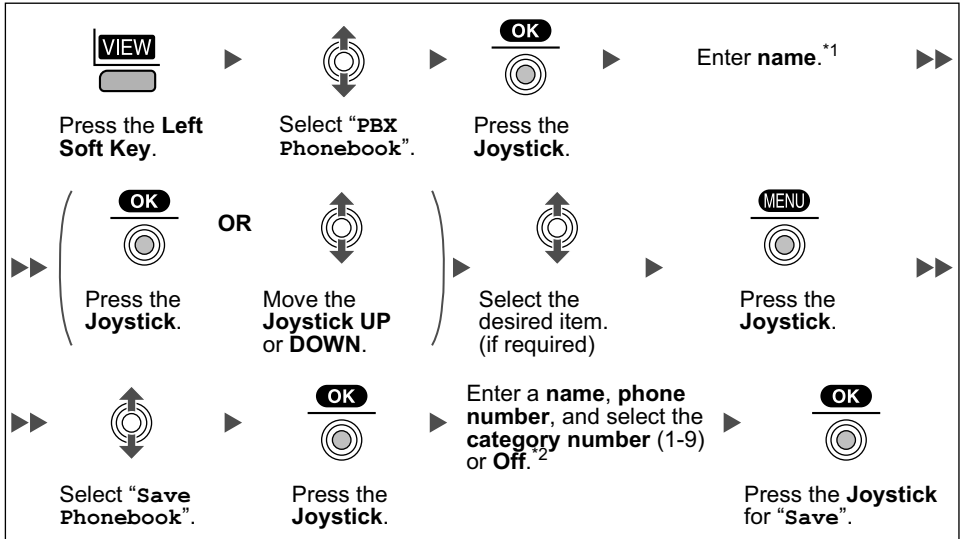 VIEW
Press the Left
Soft Key.
Select “PBX
Phonebook”.
OK
Press the
Joystick.
Enter name.*1
OK
Press the
Joystick.
OR
Move the
Joystick UP
or DOWN.
Select the
desired item.
(if required)
MENU
Press the
Joystick.
Select “Save
Phonebook”.
OK
Press the
Joystick.
Enter a name, phone
number, and select the
category number (1-9)
or Off.*2
OK
Press the Joystick
for “Save”.